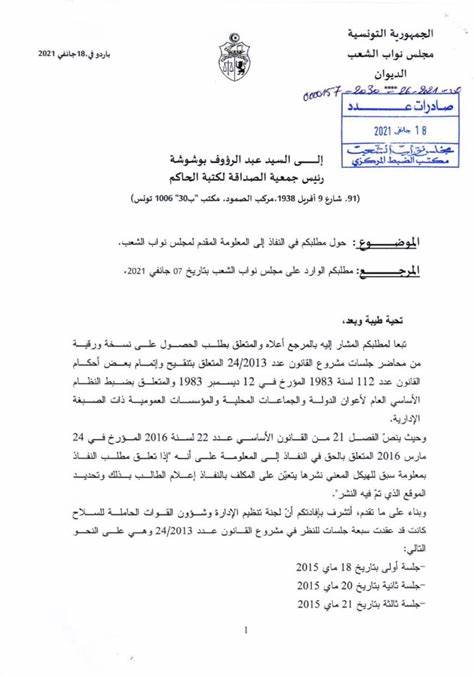 الجمهورية التونسية
مجلس نواب الشعب
الديوان
باردو في، 18 جانفي 2021
صادرات عـــدد
18 جانفي 2021
مجلس نواب الشعب
مكتب الضبط المركزي
إلـــى السيد عبد الرؤوف بوشوشة
رئيس جمعية الصداقة لكتبة الحاكم
(91، شارع 9 أفريل 1938،مركب الصمود، مكتب "ب30" 1006 تونس)
الموضـــوع : حول مطلبكم في النفاذ إلى المعلومة المقدم لمجلس نواب الشعب.
المرجـــع: مطلبكم الوارد على مجلس نواب الشعب بتاريخ 07 جانفي 2021.
تحية طيبة وبعد،
تبعا لمطلبكم المشار إليه بالمرجع أعلاه والمتعلق بطلب الحصول على نسخة ورقية
من محاضر جلسات مشروع القانون عدد 24/2013 المتعلق بتنقيح وإتمام بعض أحكام
القانون عدد 112 لسنة 1983 المؤرخ في 12 ديسمبر 1983 والمتعلق بضبط النظام
الأساسي العام لأعوان الدولة والجماعات المحلية والمؤسسات العمومية ذات الصبغة
الإدارية.
وحيث ينصّ الفصل 21 من القانون الأساسي عدد 22 لسنة 2016 المؤرخ في 24
مارس 2016 المتعلق بالحق في النفاذ إلى المعلومة على أنه "إذا تعلق مطلب النفاذ
بمعلومة سبق للهيكل المعني نشرها يتعيّن على المكلف بالنفاذ إعلام الطالب بذلك وتحديد
الموقع الذي تمّ فيه النشر".
وبناء على ما تقدم، أتشرف بإفادتكم أنّ لجنة تنظيم الإدارة وشؤون القوات الحاملة للسلاح
كانت قد عقدت سبعة جلسات للنظر في مشروع القانون عدد 24/2013 وهي على النحو
التالي:
-جلسة أولى بتاريخ 18 ماي 2015
-جلسة ثانية بتاريخ 20 ماي 2015
-جلسة ثالثة بتاريخ 21 ماي 2015
1